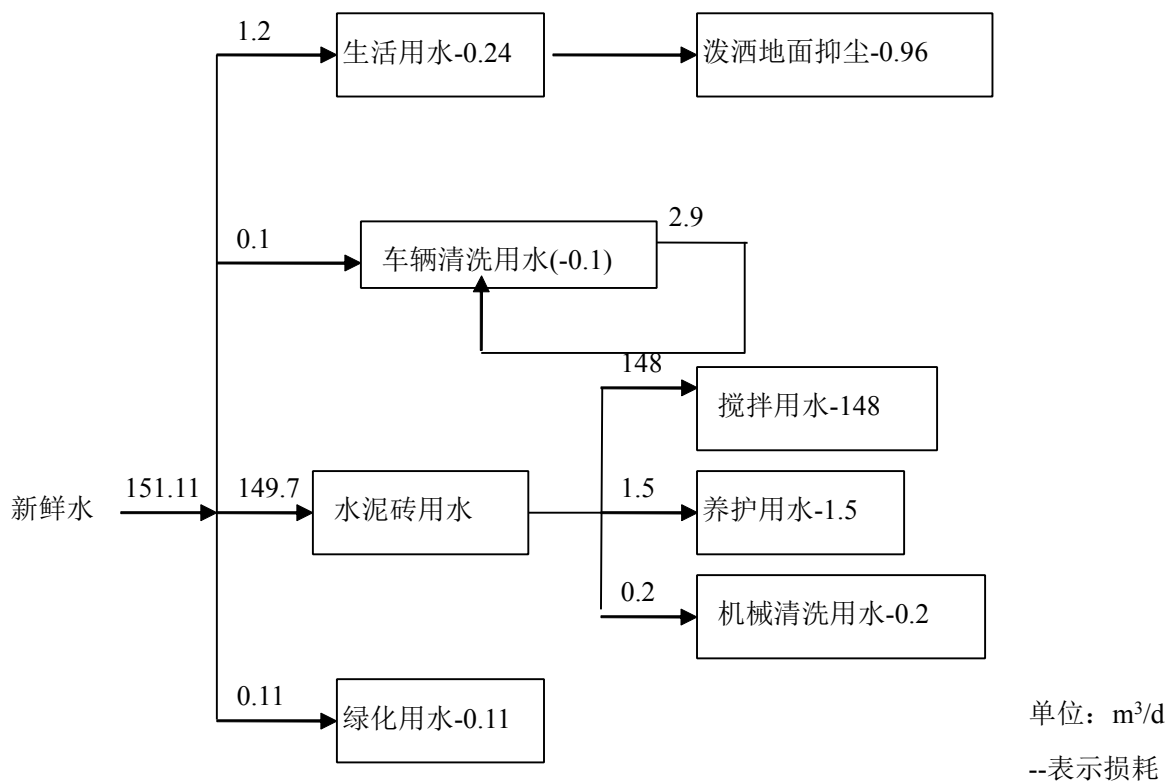 1.2
生活用水-0.24
泼洒地面抑尘-0.96
2.9
0.1
车辆清洗用水(-0.1)
148
搅拌用水-148
新鲜水
151.11
149.7
水泥砖用水
1.5
养护用水-1.5
0.2
机械清洗用水-0.2
0.11
绿化用水-0.11
单位：m³/d
--表示损耗